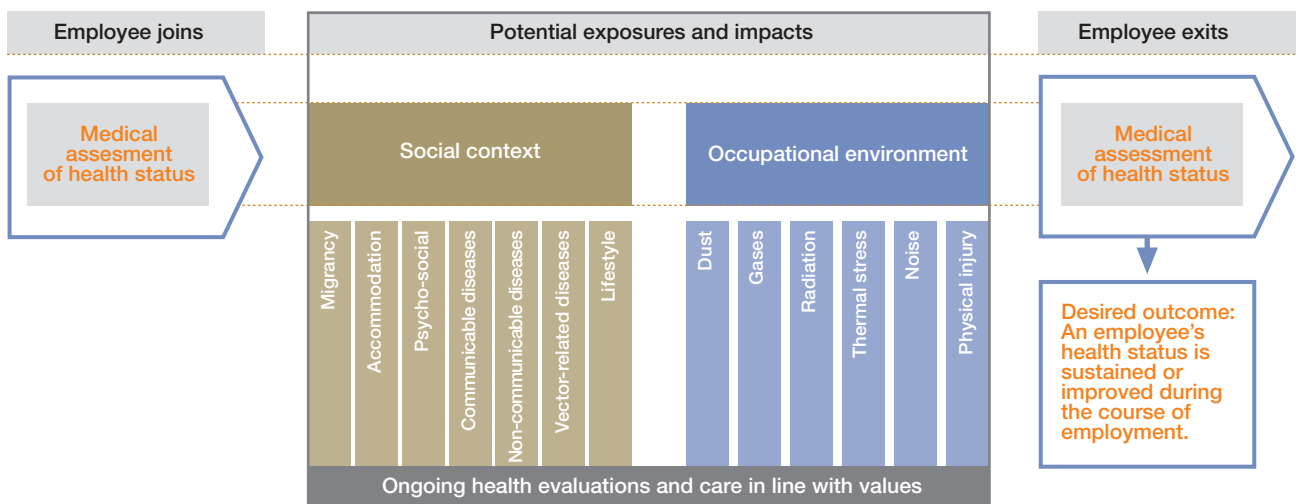 Employee joins
Potential exposures and impacts
Employee exits
Medical
assesment
of health status
Social context
Occupational environment
Medical
assessment
of health status
Migrancy
Accommodation
Psycho-social
Communicable diseases
Non-communicable diseases
Vector-related diseases
Lifestyle
Dust
Gases
Radiation
Thermal stress
Noise
Physical injury
Desired outcome:
An employee’s
health status is
sustained or
improved during
the course of
employment.
Ongoing health evaluations and care in line with values